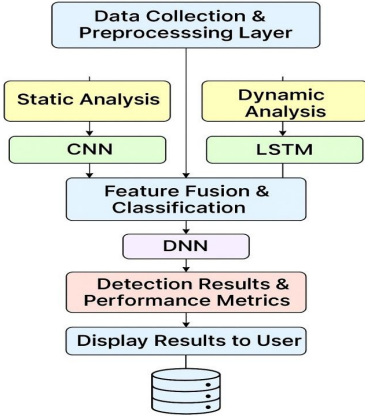 Data Collection &
Preprocesssing Layer
Static Analysis
Dynamic
Analysis
CNN
LSTM
Feature Fusion &
Classification
DNN
Detection Results &
Performance Metrics
Display Results to User